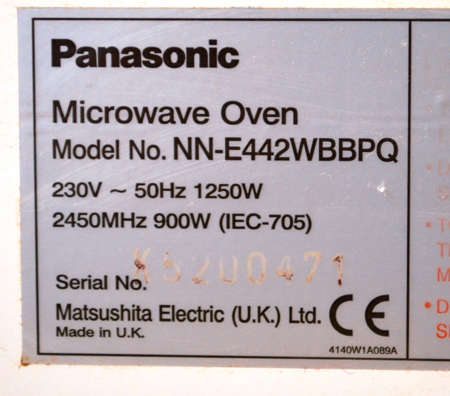 Panasonic
Microwave Oven
Model No. NN-E442WBBPQ
230V ~ 50Hz 1250W
2450MHz 900W (IEC-705)
Serial No. K5200471
Matsushita Electric (U.K.) Ltd. CE
Made in U.K.
4140W1A089A